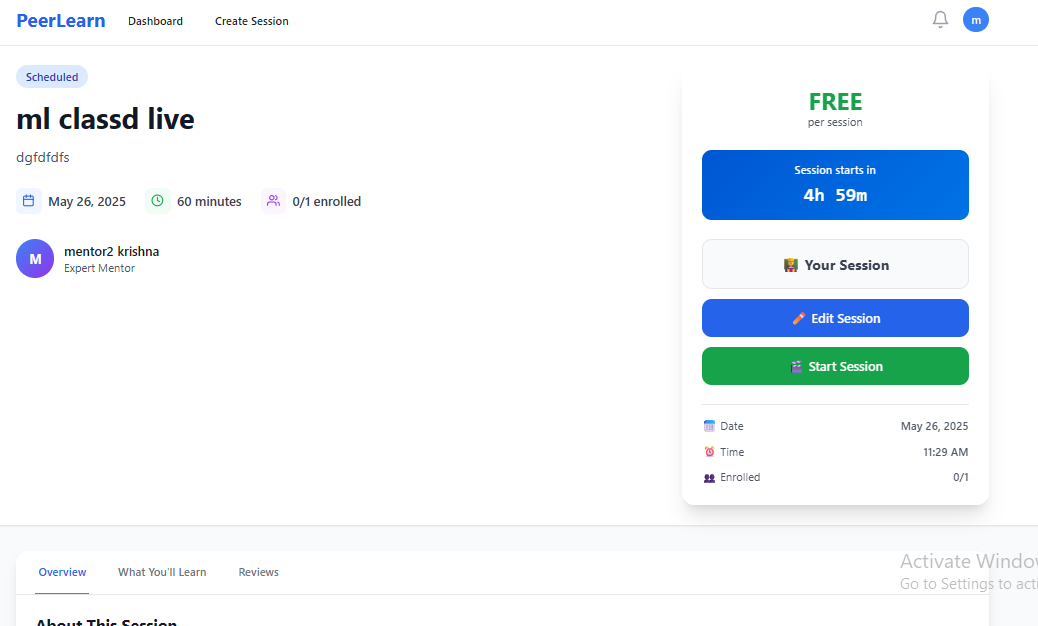 PeerLearn Dashboard Create Session m
Scheduled
ml classd live
dgfdfdfs
May 26, 2025 60 minutes 0/1 enrolled
M mentor2 krishna
Expert Mentor
FREE
per session
Session starts in
4h 59m
Your Session
Edit Session
Start Session
Date May 26, 2025
Time 11:29 AM
Enrolled 0/1
Overview What You'll Learn Reviews
About This Session
Activate Window
Go to Settings to acti